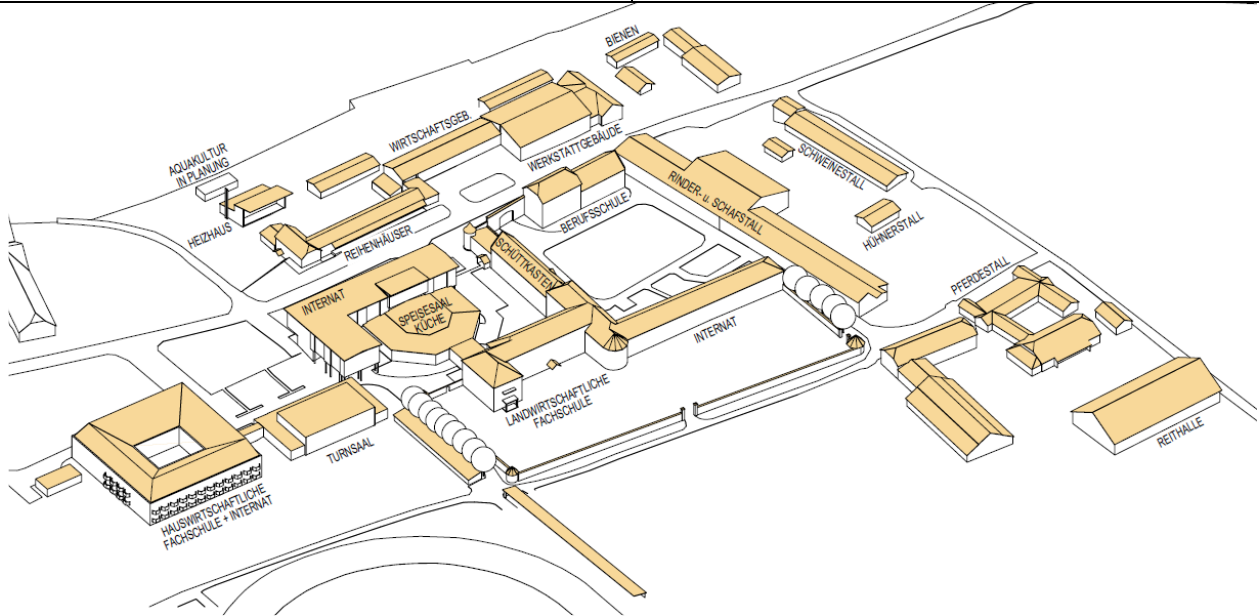 BIENEN
WIRTSCHAFTSGEB.
WERKSTATTGEBÄUDE
AQUAKULTUR
IN PLANUNG
HEIZHAUS
REIHENHÄUSER
BERUFSSCHULE
RINDER- u. SCHAFSTALL
SCHWEINESTALL
HÜHNERSTALL
SCHÜTTKASTEN
INTERNAT
SPEISESAAL
KÜCHE
INTERNAT
PFERDESTALL
LANDWIRTSCHAFTLICHE
FACHSCHULE
TURNSAAL
REITHALLE
HAUSWIRTSCHAFTLICHE
FACHSCHULE + INTERNAT